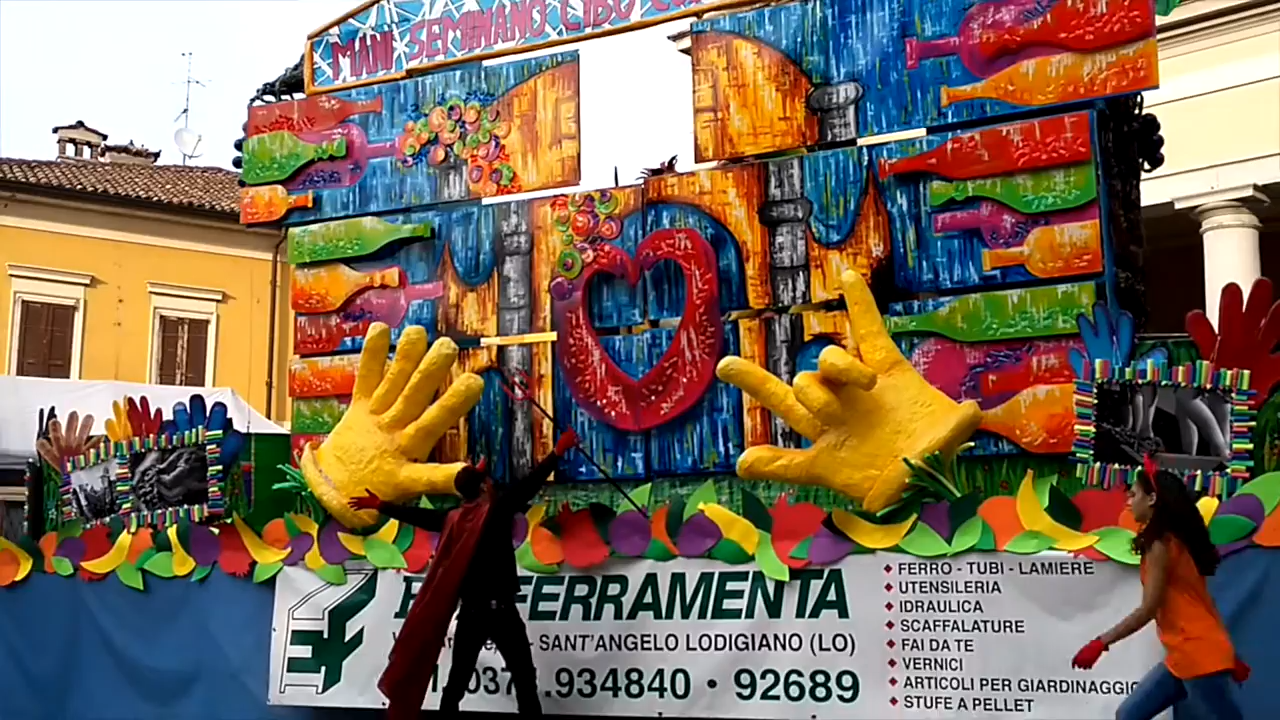 MANI SEMINANO CIBO
FERRAMENTA
SANT'ANGELO LODIGIANO (LO)
.934840 • 92689
FERRO - TUBI - LAMIERE
UTENSILERIA
IDRAULICA
SCAFFALATURE
FAI DA TE
VERNICI
ARTICOLI PER GIARDINAGGIO
STUFE A PELLET